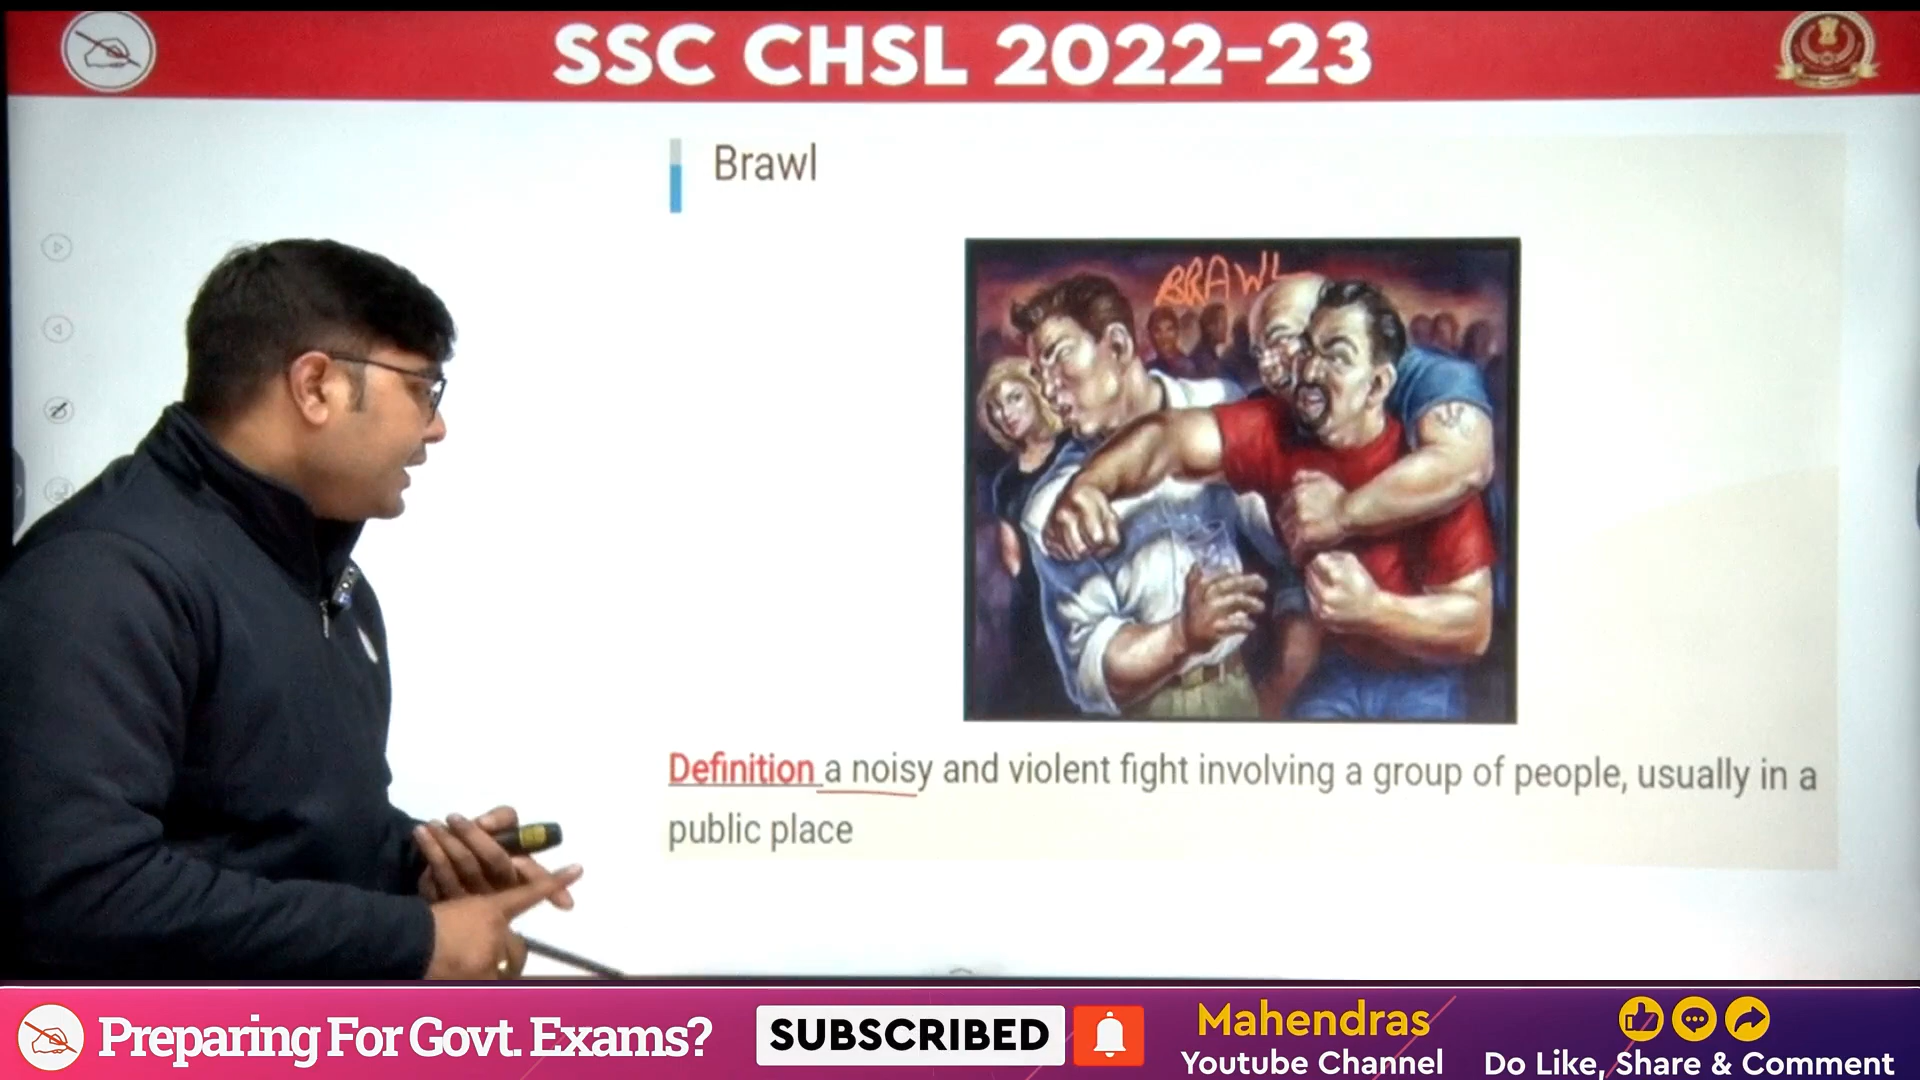 SSC CHSL 2022-23
Brawl
BRAWL
Definition a noisy and violent fight involving a group of people, usually in a
public place
Preparing For Govt. Exams?
SUBSCRIBED
Mahendras
Youtube Channel
Do Like, Share & Comment